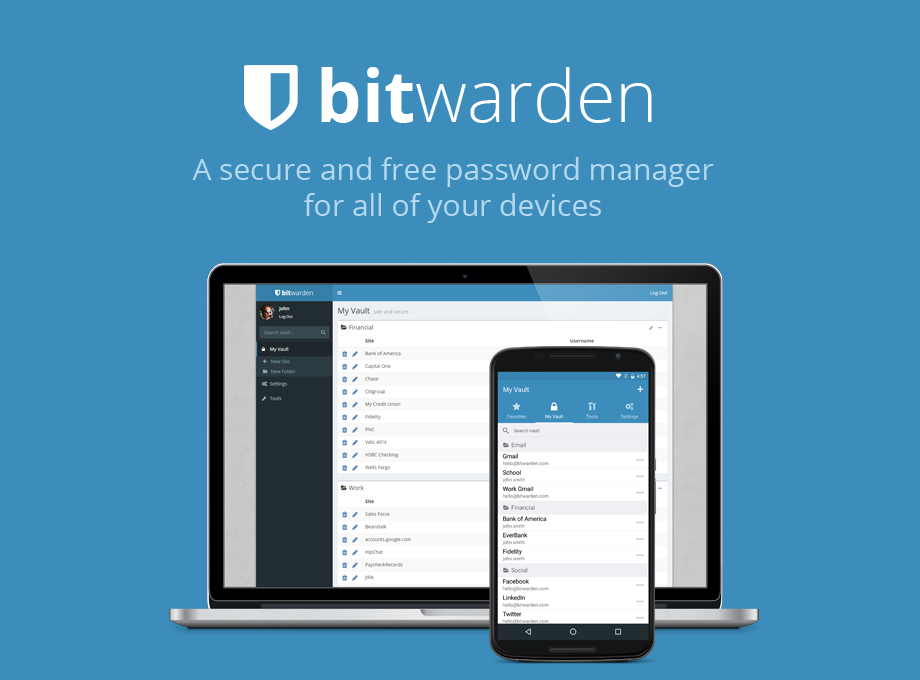 bitwarden
A secure and free password manager
for all of your devices
bitwarden
Log Out
John
Log Out
Search vault...
My Vault
New Site
New Folder
Settings
Tools
My Vault safe and secure
Financial
Site Username
Bank of America
Capital One
Chase
Citigroup
My Credit Union
Fidelity
PNC
Valic 401k
HSBC Checking
Wells Fargo
Work
Site
Sales Force
Beanstalk
accounts.google.com
HipChat
PaycheckRecords
JIRA
4:51
My Vault
Favorites My Vault Tools Settings
Search vault
Email
Gmail
hello@bitwarden.com
School
john.smith
Work Gmail
hello@bitwarden.com
Financial
Bank of America
john.smith
EverBank
john.smith
Fidelity
john.smith
Social
Facebook
hello@bitwarden.com
LinkedIn
hello@bitwarden.com
Twitter
hello@bitwarden.com